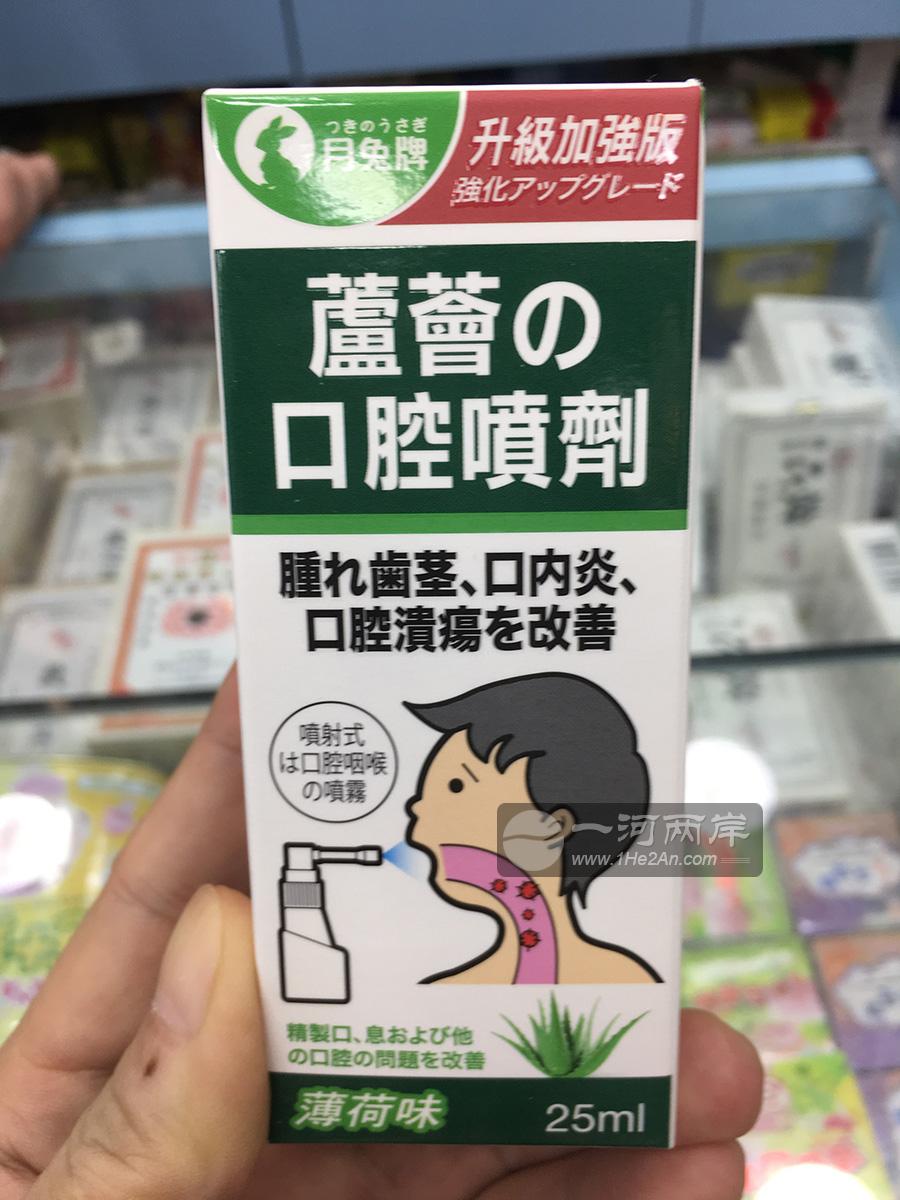 つきのうさぎ
月兔牌
升級加強版
強化アップグレード
蘆薈の
口腔噴劑
腫れ歯茎、口内炎、
口腔潰瘍を改善
噴射式
は口腔咽喉
の噴霧
一河两岸
www.1He2An.com
精製口、息および他
の口腔の問題を改善
薄荷味
25ml